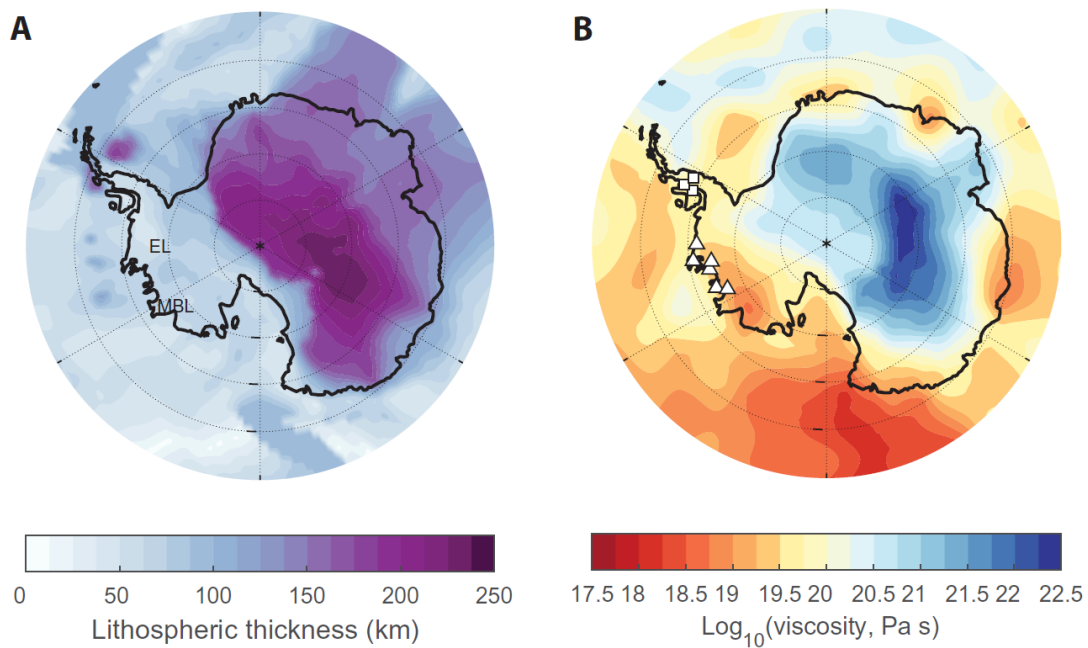 A
B
EL
MBL
0 50 100 150 200 250
Lithospheric thickness (km)
17.5 18 18.5 19 19.5 20 20.5 21 21.5 22 22.5
Log10(viscosity, Pa s)